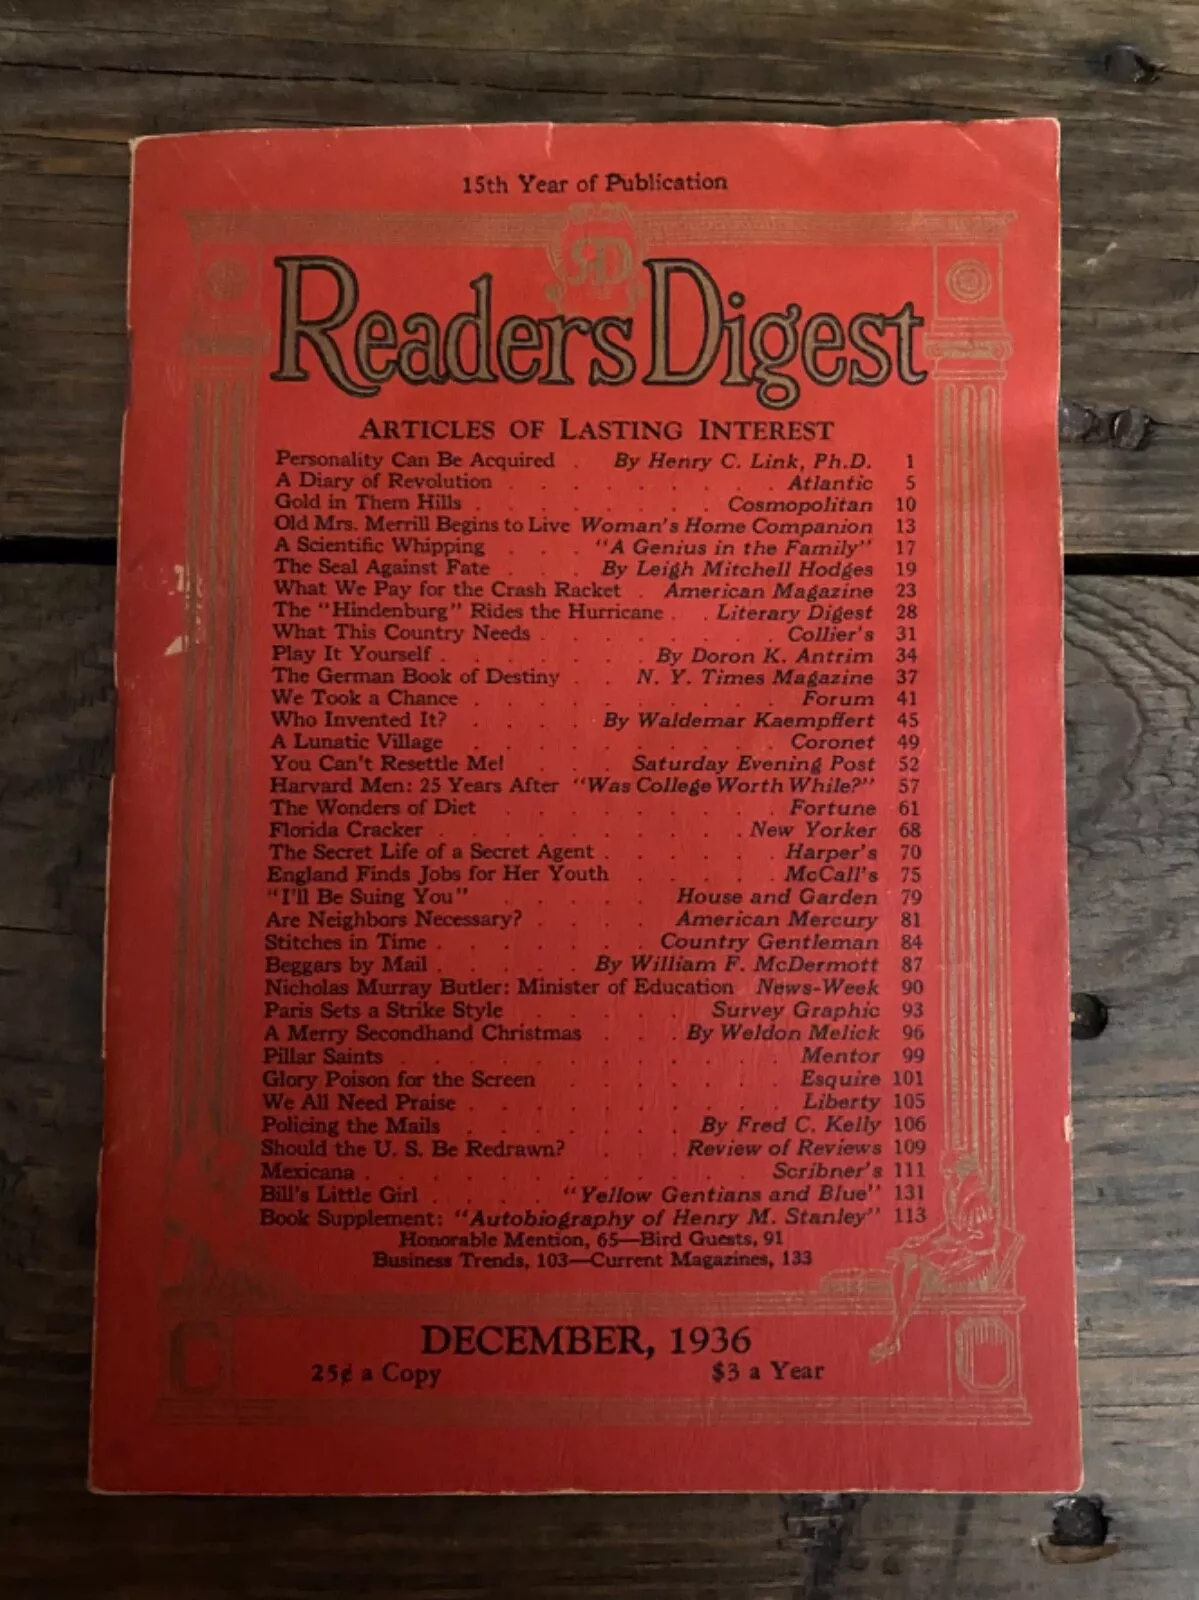 15th Year of Publication
RD
Readers Digest
ARTICLES OF LASTING INTEREST
Personality Can Be Acquired . By Henry C. Link, Ph.D. 1
A Diary of Revolution . . . . . . . . . Atlantic 5
Gold in Them Hills . . . . . . . . Cosmopolitan 10
Old Mrs. Merrill Begins to Live Woman's Home Companion 13
A Scientific Whipping . . . "A Genius in the Family" 17
The Seal Against Fate . . . By Leigh Mitchell Hodges 19
What We Pay for the Crash Racket . American Magazine 23
The "Hindenburg" Rides the Hurricane . . Literary Digest 28
What This Country Needs . . . . . . . . Collier's 31
Play It Yourself . . . . . . . By Doron K. Antrim 34
The German Book of Destiny . . N. Y. Times Magazine 37
We Took a Chance . . . . . . . . . . Forum 41
Who Invented It? . . . . By Waldemar Kaempffert 45
A Lunatic Village . . . . . . . . . . Coronet 49
You Can't Resettle Me! . . . Saturday Evening Post 52
Harvard Men: 25 Years After "Was College Worth While?" 57
The Wonders of Diet . . . . . . . . . Fortune 61
Florida Cracker . . . . . . . . . . New Yorker 68
The Secret Life of a Secret Agent . . . . . . Harper's 70
England Finds Jobs for Her Youth . . . . . McCall's 75
"I'll Be Suing You" . . . . . House and Garden 79
Are Neighbors Necessary? . . . . American Mercury 81
Stitches in Time . . . . . . Country Gentleman 84
Beggars by Mail . . . . . By William F. McDermott 87
Nicholas Murray Butler: Minister of Education News-Week 90
Paris Sets a Strike Style . . . . . Survey Graphic 93
A Merry Secondhand Christmas . . . By Weldon Melick 96
Pillar Saints . . . . . . . . . . . Mentor 99
Glory Poison for the Screen . . . . . . . Esquire 101
We All Need Praise . . . . . . . . . . Liberty 105
Policing the Mails . . . . . . . By Fred C. Kelly 106
Should the U. S. Be Redrawn? . . . Review of Reviews 109
Mexicana . . . . . . . . . . . . Scribner's 111
Bill's Little Girl . . . . "Yellow Gentians and Blue" 131
Book Supplement: "Autobiography of Henry M. Stanley" 113
Honorable Mention, 65—Bird Guests, 91
Business Trends, 103—Current Magazines, 133
DECEMBER, 1936
25¢ a Copy $3 a Year